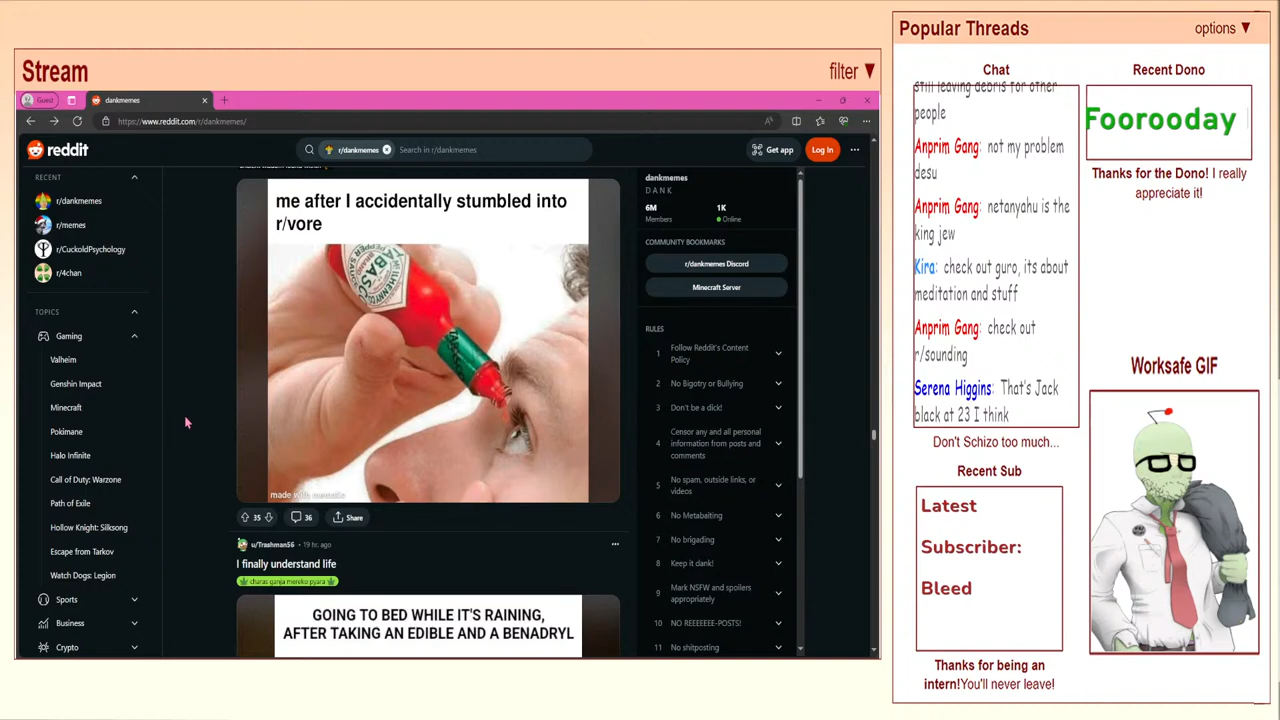 Stream
filter ▼
Guest
dankmemes
https://www.reddit.com/r/dankmemes/
reddit
r/dankmemes
Search in r/dankmemes
Get app
Log In
RECENT
r/dankmemes
r/memes
r/CuckoldPsychology
r/4chan
TOPICS
Gaming
Valheim
Genshin Impact
Minecraft
Pokimane
Halo Infinite
Call of Duty: Warzone
Path of Exile
Hollow Knight: Silksong
Escape from Tarkov
Watch Dogs: Legion
Sports
Business
Crypto
me after I accidentally stumbled into
r/vore
PEPPER SAUCE
TABASCO
made with mematic
35
36
Share
u/Trashman56 • 19 hr. ago
I finally understand life
charas ganja mereko pyara
GOING TO BED WHILE IT'S RAINING,
AFTER TAKING AN EDIBLE AND A BENADRYL
dankmemes
D A N K
6M
1K
Members
Online
COMMUNITY BOOKMARKS
r/dankmemes Discord
Minecraft Server
RULES
1 Follow Reddit's Content
Policy
2 No Bigotry or Bullying
3 Don't be a dick!
4 Censor any and all personal
information from posts and
comments
5 No spam, outside links, or
videos
6 No Metabaiting
7 No brigading
8 Keep it dank!
9 Mark NSFW and spoilers
appropriately
10 NO REEEEEE-POSTS!
11 No shitposting
Popular Threads
options ▼
Chat
still leaving debris for other
people
Anprim Gang: not my problem
desu
Anprim Gang: netanyahu is the
king jew
Kira: check out guro, its about
meditation and stuff
Anprim Gang: check out
r/sounding
Serena Higgins: That's Jack
black at 23 I think
Don't Schizo too much...
Recent Sub
Latest
Subscriber:
Bleed
Thanks for being an
intern!You'll never leave!
Recent Dono
Foorooday
Thanks for the Dono! I really
appreciate it!
Worksafe GIF